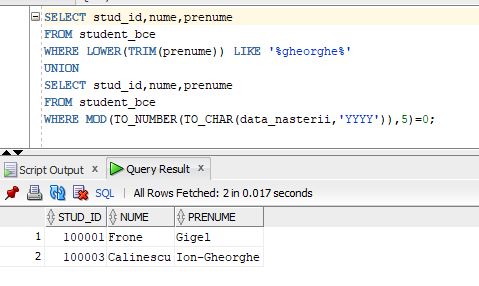 SELECT stud_id,nume,prenume
FROM student_bce
WHERE LOWER(TRIM(prenume)) LIKE '%gheorghe%'
UNION
SELECT stud_id,nume,prenume
FROM student_bce
WHERE MOD(TO_NUMBER(TO_CHAR(data_nasterii,'YYYY')),5)=0;
Script Output x Query Result x
SQL | All Rows Fetched: 2 in 0.017 seconds
STUD_ID NUME PRENUME
1 100001 Frone Gigel
2 100003 Calinescu Ion-Gheorghe